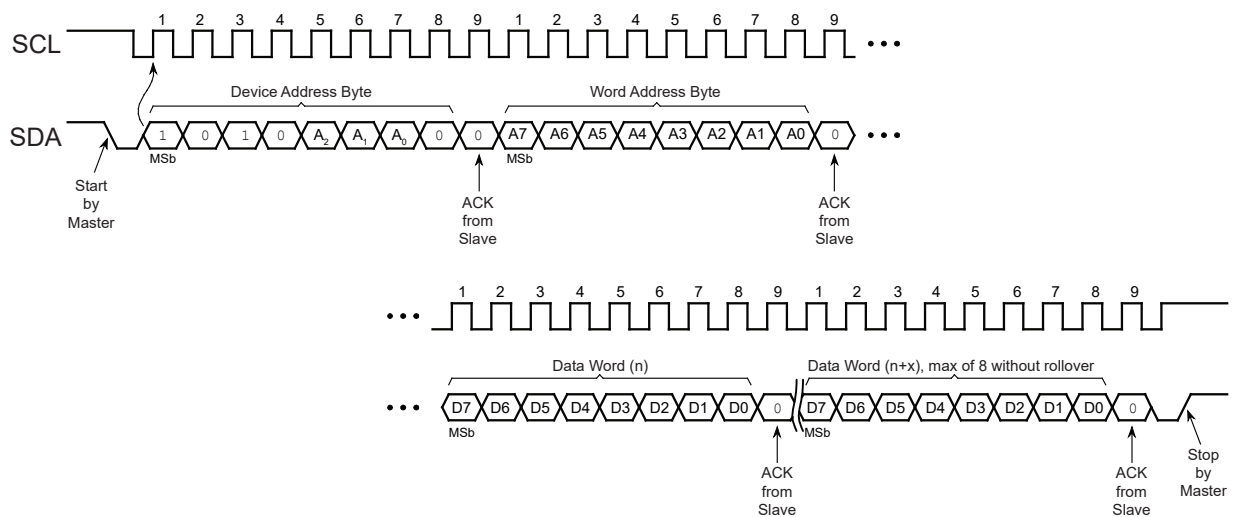 1 2 3 4 5 6 7 8 9 1 2 3 4 5 6 7 8 9
SCL
Device Address Byte Word Address Byte
SDA 1 0 1 0 A2 A1 A0 0 0 A7 A6 A5 A4 A3 A2 A1 A0 0
MSb MSb
Start
by
Master
ACK
from
Slave
ACK
from
Slave
1 2 3 4 5 6 7 8 9 1 2 3 4 5 6 7 8 9
Data Word (n) Data Word (n+x), max of 8 without rollover
D7 D6 D5 D4 D3 D2 D1 D0 0 D7 D6 D5 D4 D3 D2 D1 D0 0
MSb MSb
ACK
from
Slave
ACK
from
Slave
Stop
by
Master